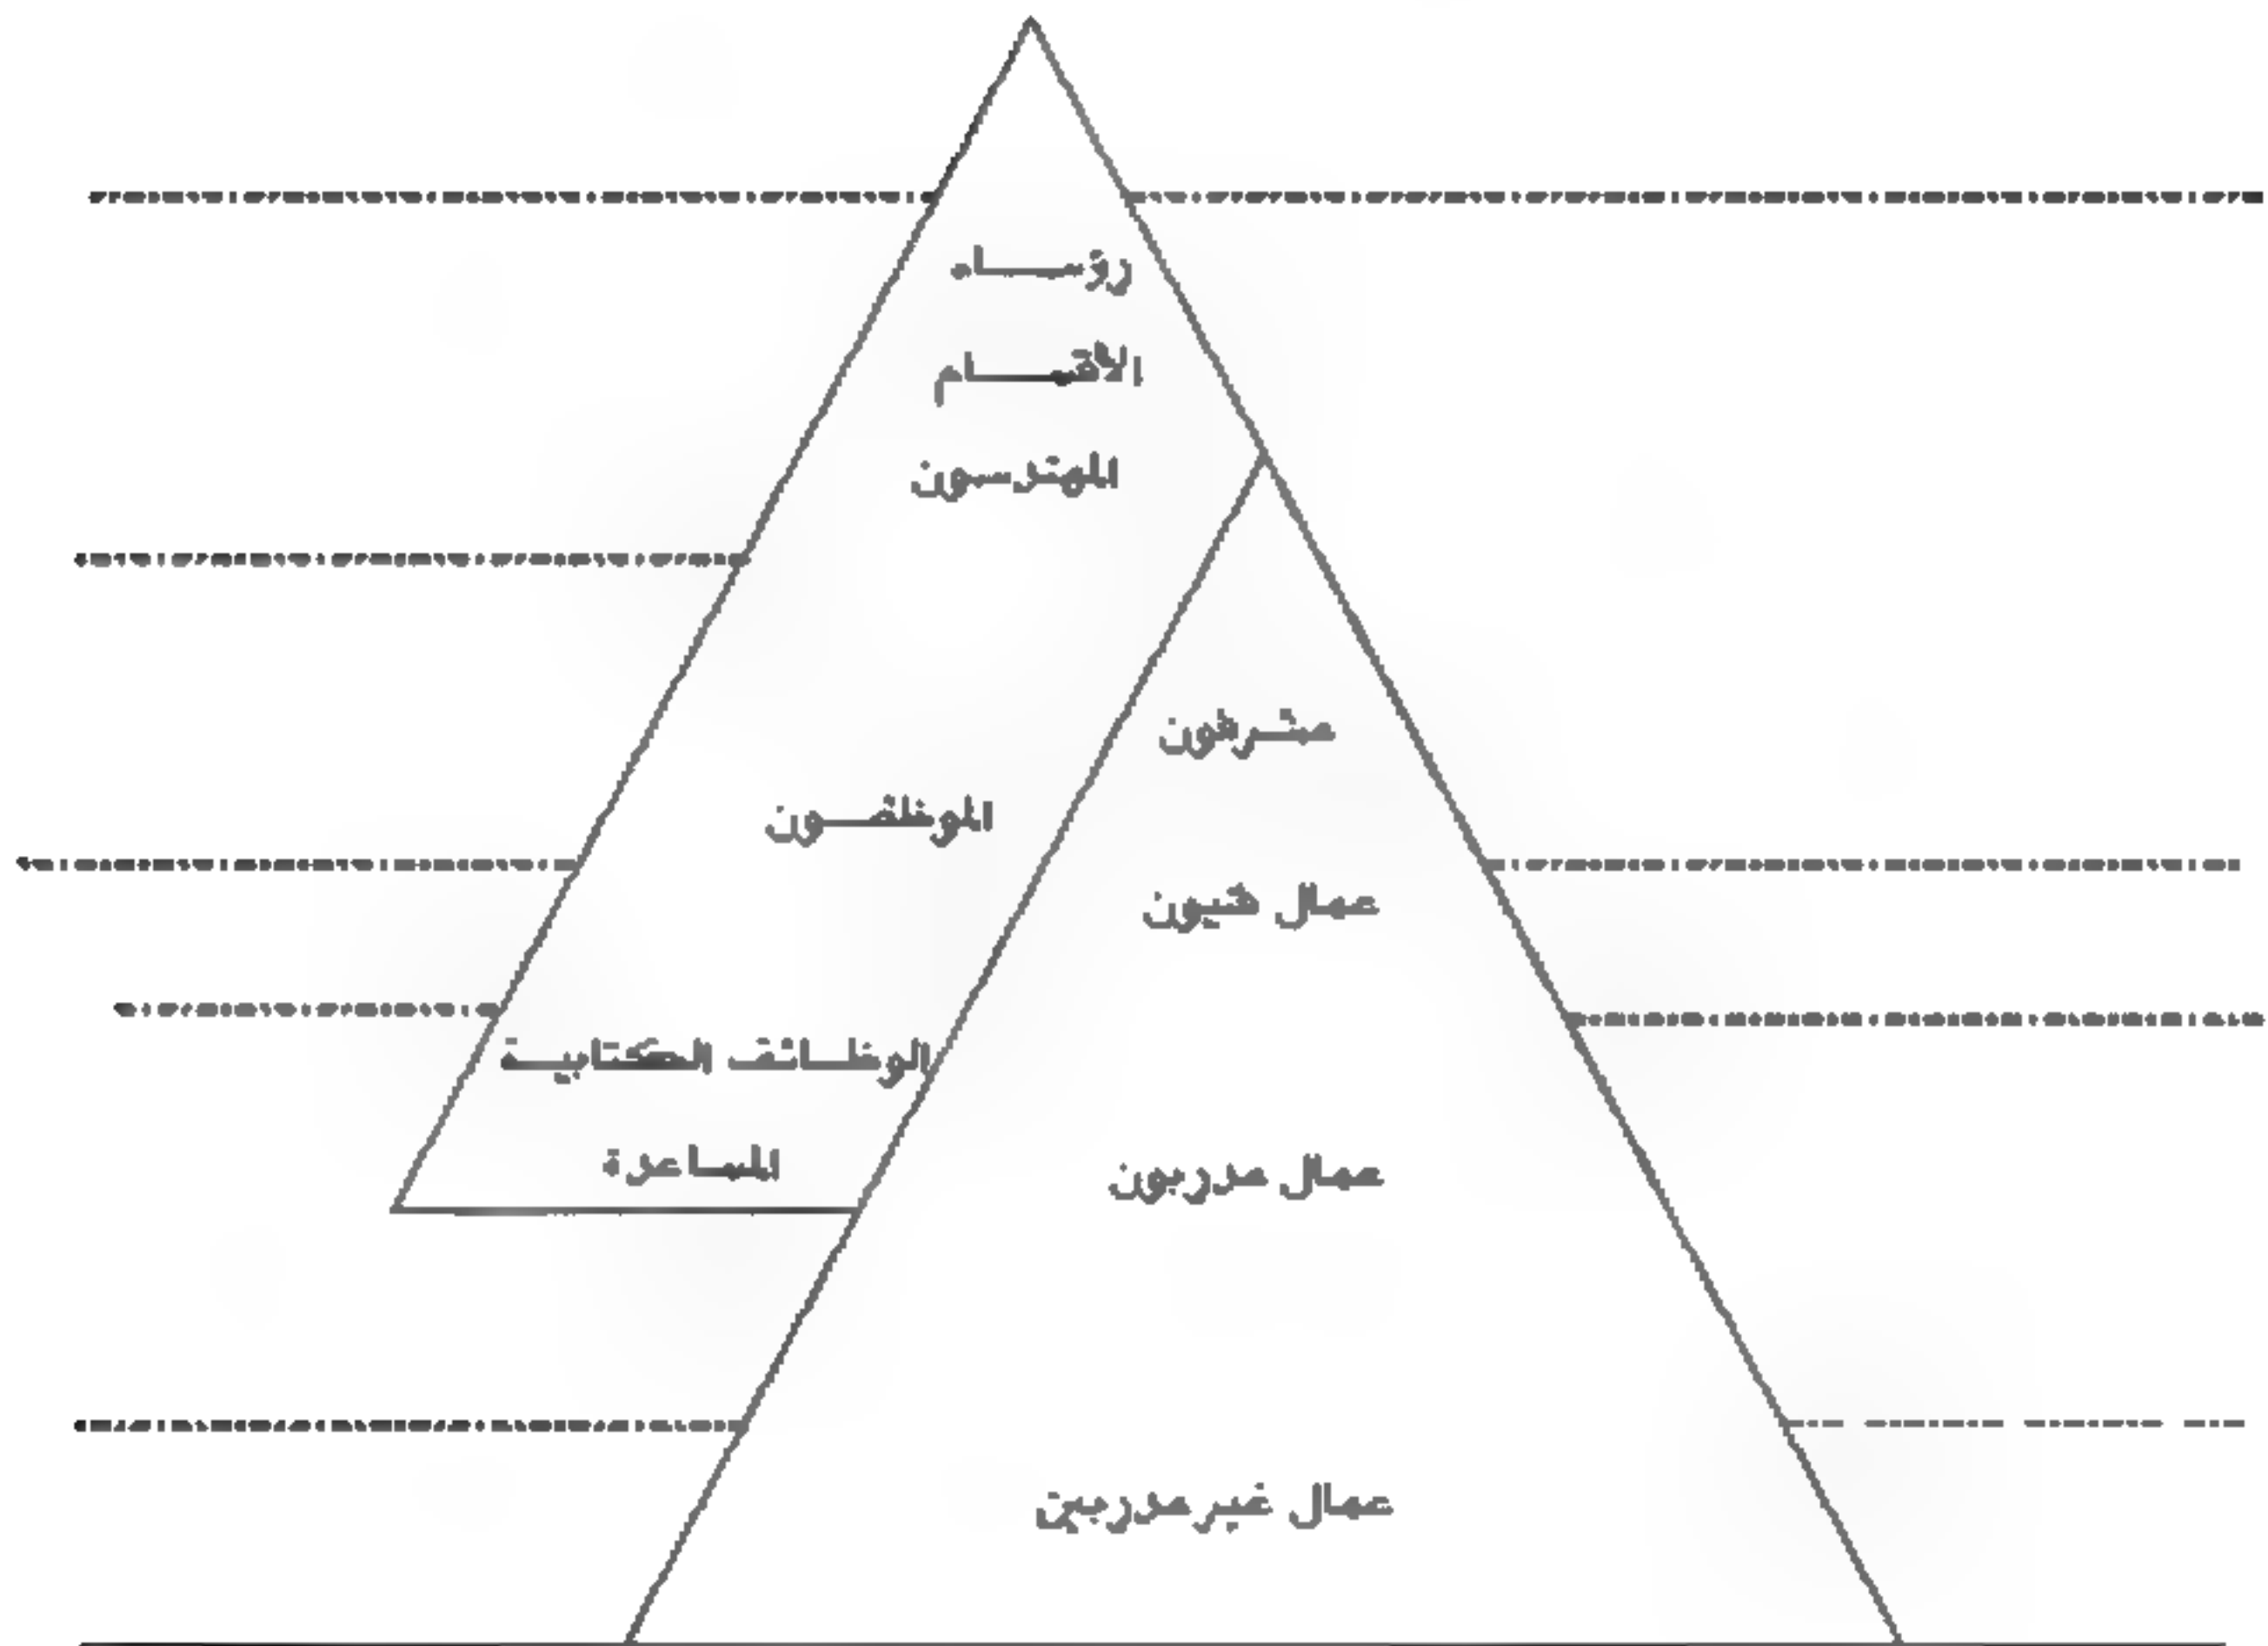 رؤساء
الأقسام
المهندسون
مشرفون
الموظفون
عمال فنيون
الوظائف الكتابية
المساعدة
عمال مدربون
عمال غير مدربين